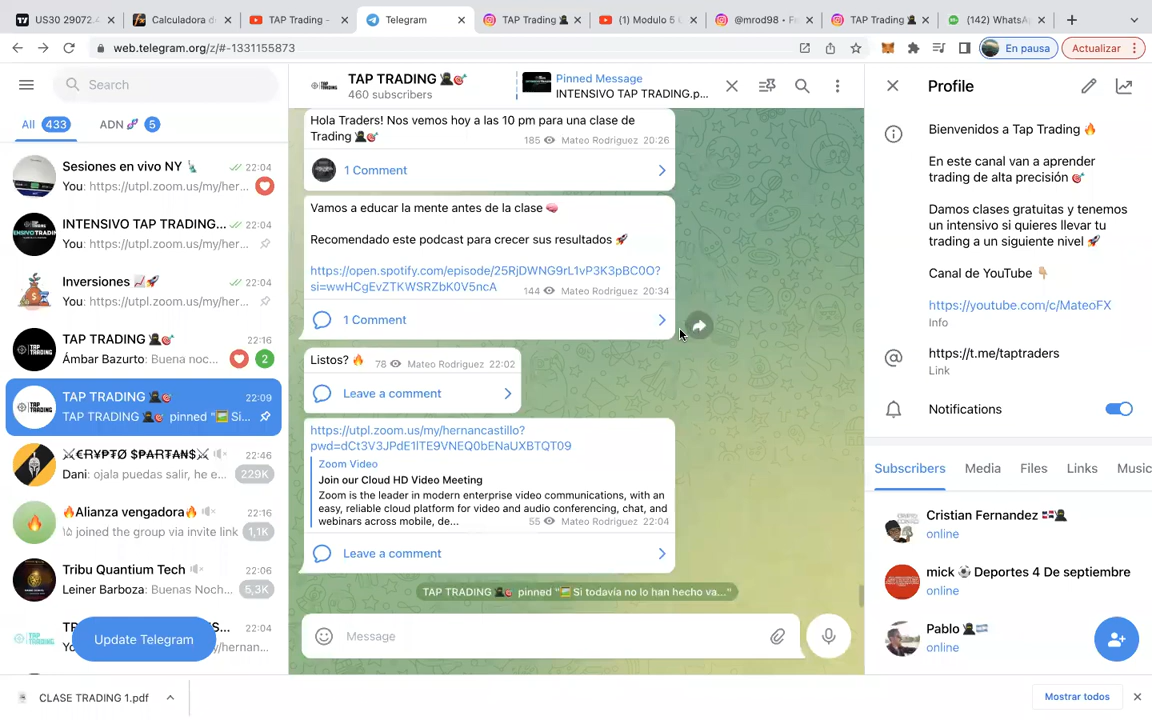 US30 29072.4
Calculadora d
TAP Trading -
Telegram
TAP Trading
(1) Modulo 5
@mrod98 •
TAP Trading
(142) WhatsA
web.telegram.org/z/#-1331155873
En pausa
Actualizar
Search
All 433
ADN 🧬 5
Sesiones en vivo NY 🗽 22:04
You: https://utpl.zoom.us/my/her...
INTENSIVO TAP TRADING... 22:04
You: https://utpl.zoom.us/my/her...
Inversiones 📈🚀 22:04
You: https://utpl.zoom.us/my/her...
TAP TRADING 🥷🎯 22:16
Ámbar Bazurto: Buena noc... 2
TAP TRADING 🥷🎯 22:09
TAP TRADING 🥷🎯 pinned "🖼 Si...
⚔€Ɽ¥₱₮Ø $₱₳Ɽ₮₳₦$⚔ 22:46
Dani: ojala puedas salir, he e... 229K
🔥Alianza vengadora🔥 22:16
joined the group via invite link 1,1K
Tribu Quantium Tech 22:06
Leiner Barboza: Buenas Noch... 5,3K
22:04
Update Telegram
TAP TRADING 🥷🎯
460 subscribers
Pinned Message
INTENSIVO TAP TRADING.p...
Hola Traders! Nos vemos hoy a las 10 pm para una clase de
Trading 🥷🎯
185 Mateo Rodriguez 20:26
1 Comment
Vamos a educar la mente antes de la clase 🧠
Recomendado este podcast para crecer sus resultados 🚀
https://open.spotify.com/episode/25RjDWNG9rL1vP3K3pBC0O?
si=wwHCgEvZTKWSRZbK0V5ncA
144 Mateo Rodriguez 20:34
1 Comment
Listos? 🔥 78 Mateo Rodriguez 22:02
Leave a comment
https://utpl.zoom.us/my/hernancastillo?
pwd=dCt3V3JPdE1lTE9VNEQ0bENaUXBTQT09
Zoom Video
Join our Cloud HD Video Meeting
Zoom is the leader in modern enterprise video communications, with an
easy, reliable cloud platform for video and audio conferencing, chat, and
webinars across mobile, de...
55 Mateo Rodriguez 22:04
Leave a comment
TAP TRADING 🥷🎯 pinned "🖼 Si todavía no lo han hecho va..."
Message
Profile
Bienvenidos a Tap Trading 🔥
En este canal van a aprender
trading de alta precisión 🎯
Damos clases gratuitas y tenemos
un intensivo si quieres llevar tu
trading a un siguiente nivel 🚀
Canal de YouTube 👇🏼
https://youtube.com/c/MateoFX
Info
https://t.me/taptraders
Link
Notifications
Subscribers
Media
Files
Links
Music
Cristian Fernandez 🇩🇴🥷
online
mick ⚽ Deportes 4 De septiembre
online
Pablo 🥷
online
CLASE TRADING 1.pdf
Mostrar todos